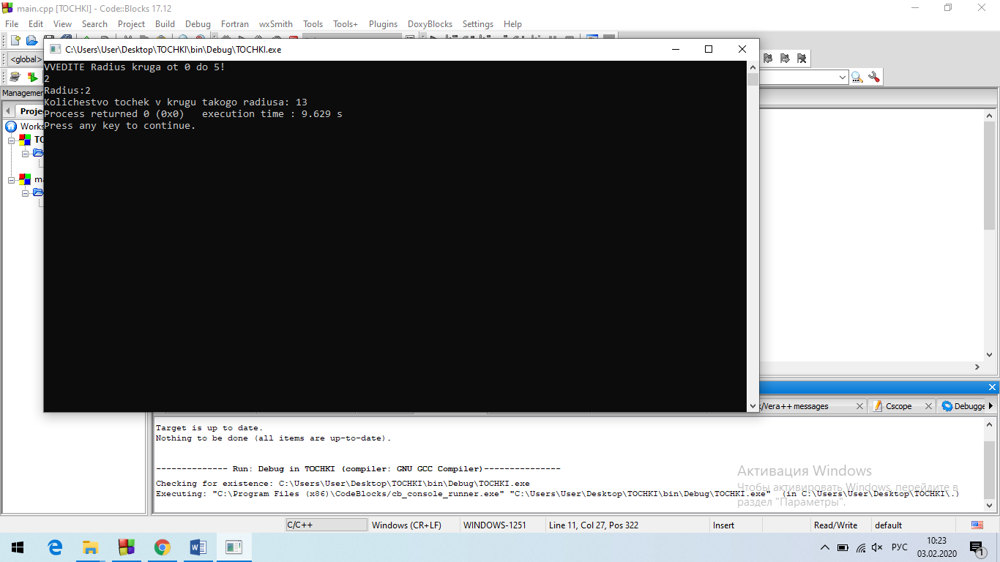 main.cpp [TOCHKI] - Code::Blocks 17.12
File Edit View Search Project Build Debug Fortran wxSmith Tools Tools+ Plugins DoxyBlocks Settings Help
C:\Users\User\Desktop\TOCHKI\bin\Debug\TOCHKI.exe
<global>
VVEDITE Radius kruga ot 0 do 5!
2
Radius:2
Kolichestvo tochek v krugu takogo radiusa: 13
Process returned 0 (0x0) execution time : 9.629 s
Press any key to continue.
Management
/Vera++ messages Cscope
Target is up to date.
Nothing to be done (all items are up-to-date).
-------------- Run: Debug in TOCHKI (compiler: GNU GCC Compiler)---------------
Checking for existence: C:\Users\User\Desktop\TOCHKI\bin\Debug\TOCHKI.exe
Executing: "C:\Program Files (x86)\CodeBlocks/cb_console_runner.exe" "C:\Users\User\Desktop\TOCHKI\bin\Debug\TOCHKI.exe" (in C:\Users\User\Desktop\TOCHKI\.)
Активация Windows
Чтобы активировать Windows, перейдите в
раздел "Параметры".
C/C++ Windows (CR+LF) WINDOWS-1251 Line 11, Col 27, Pos 322 Insert Read/Write default
РУС
10:23
03.02.2020
1